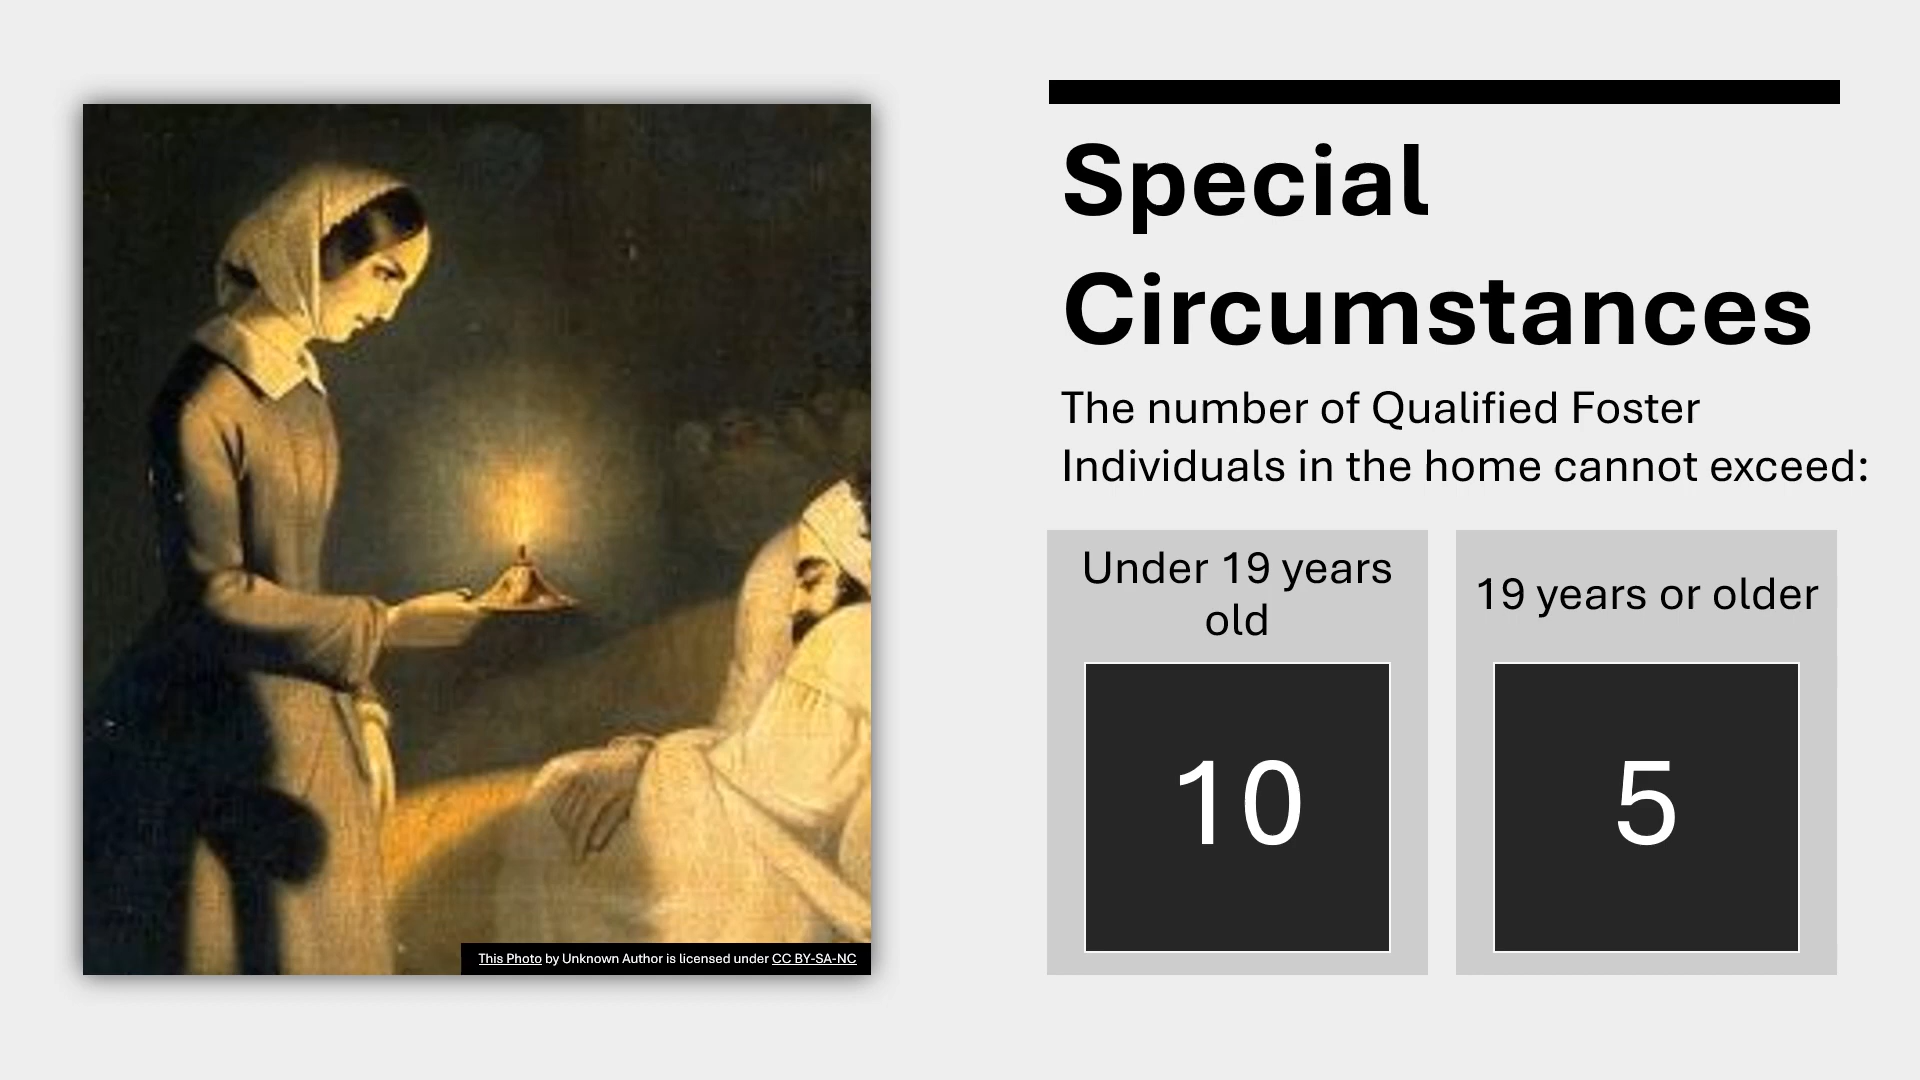 Special
Circumstances
The number of Qualified Foster
Individuals in the home cannot exceed:
Under 19 years
old
10
19 years or older
5
This Photo by Unknown Author is licensed under CC BY-SA-NC